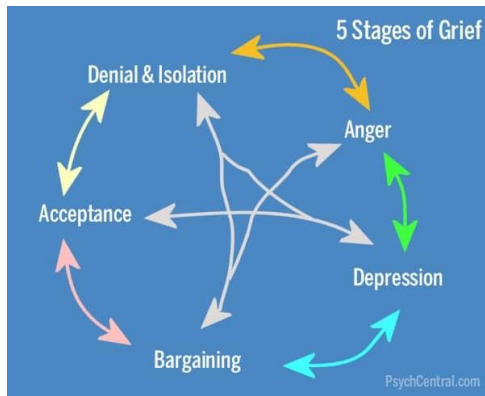 5 Stages of Grief
Denial & Isolation
Anger
Acceptance
Depression
Bargaining
PsychCentral.com